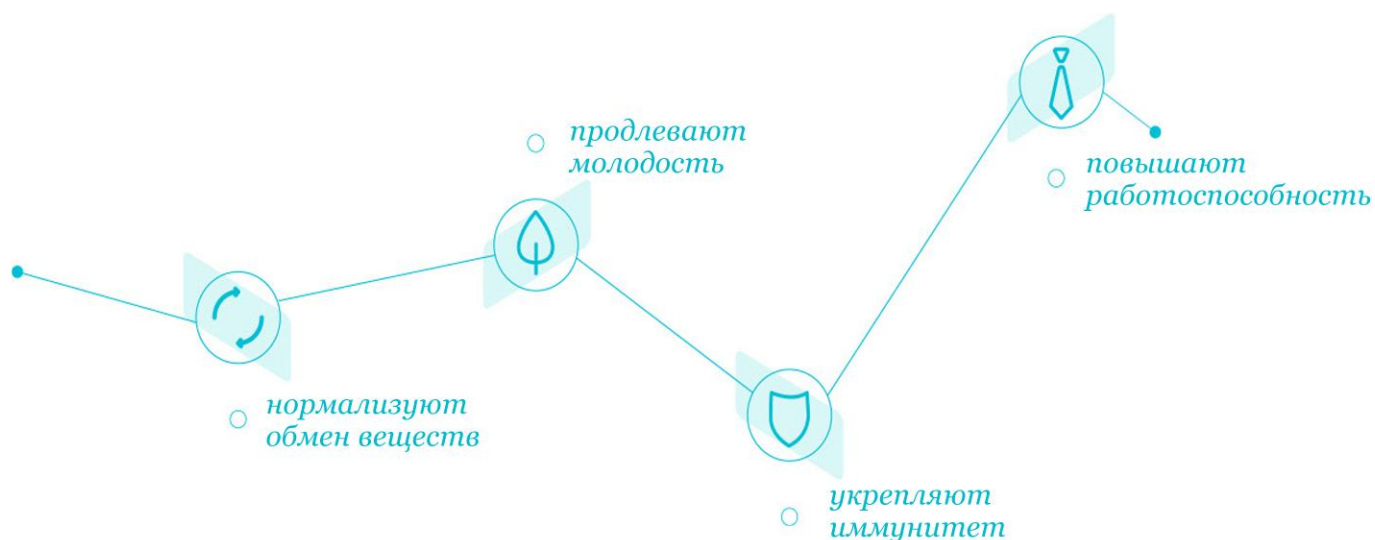 продлевают
молодость
повышают
работоспособность
нормализуют
обмен веществ
укрепляют
иммунитет